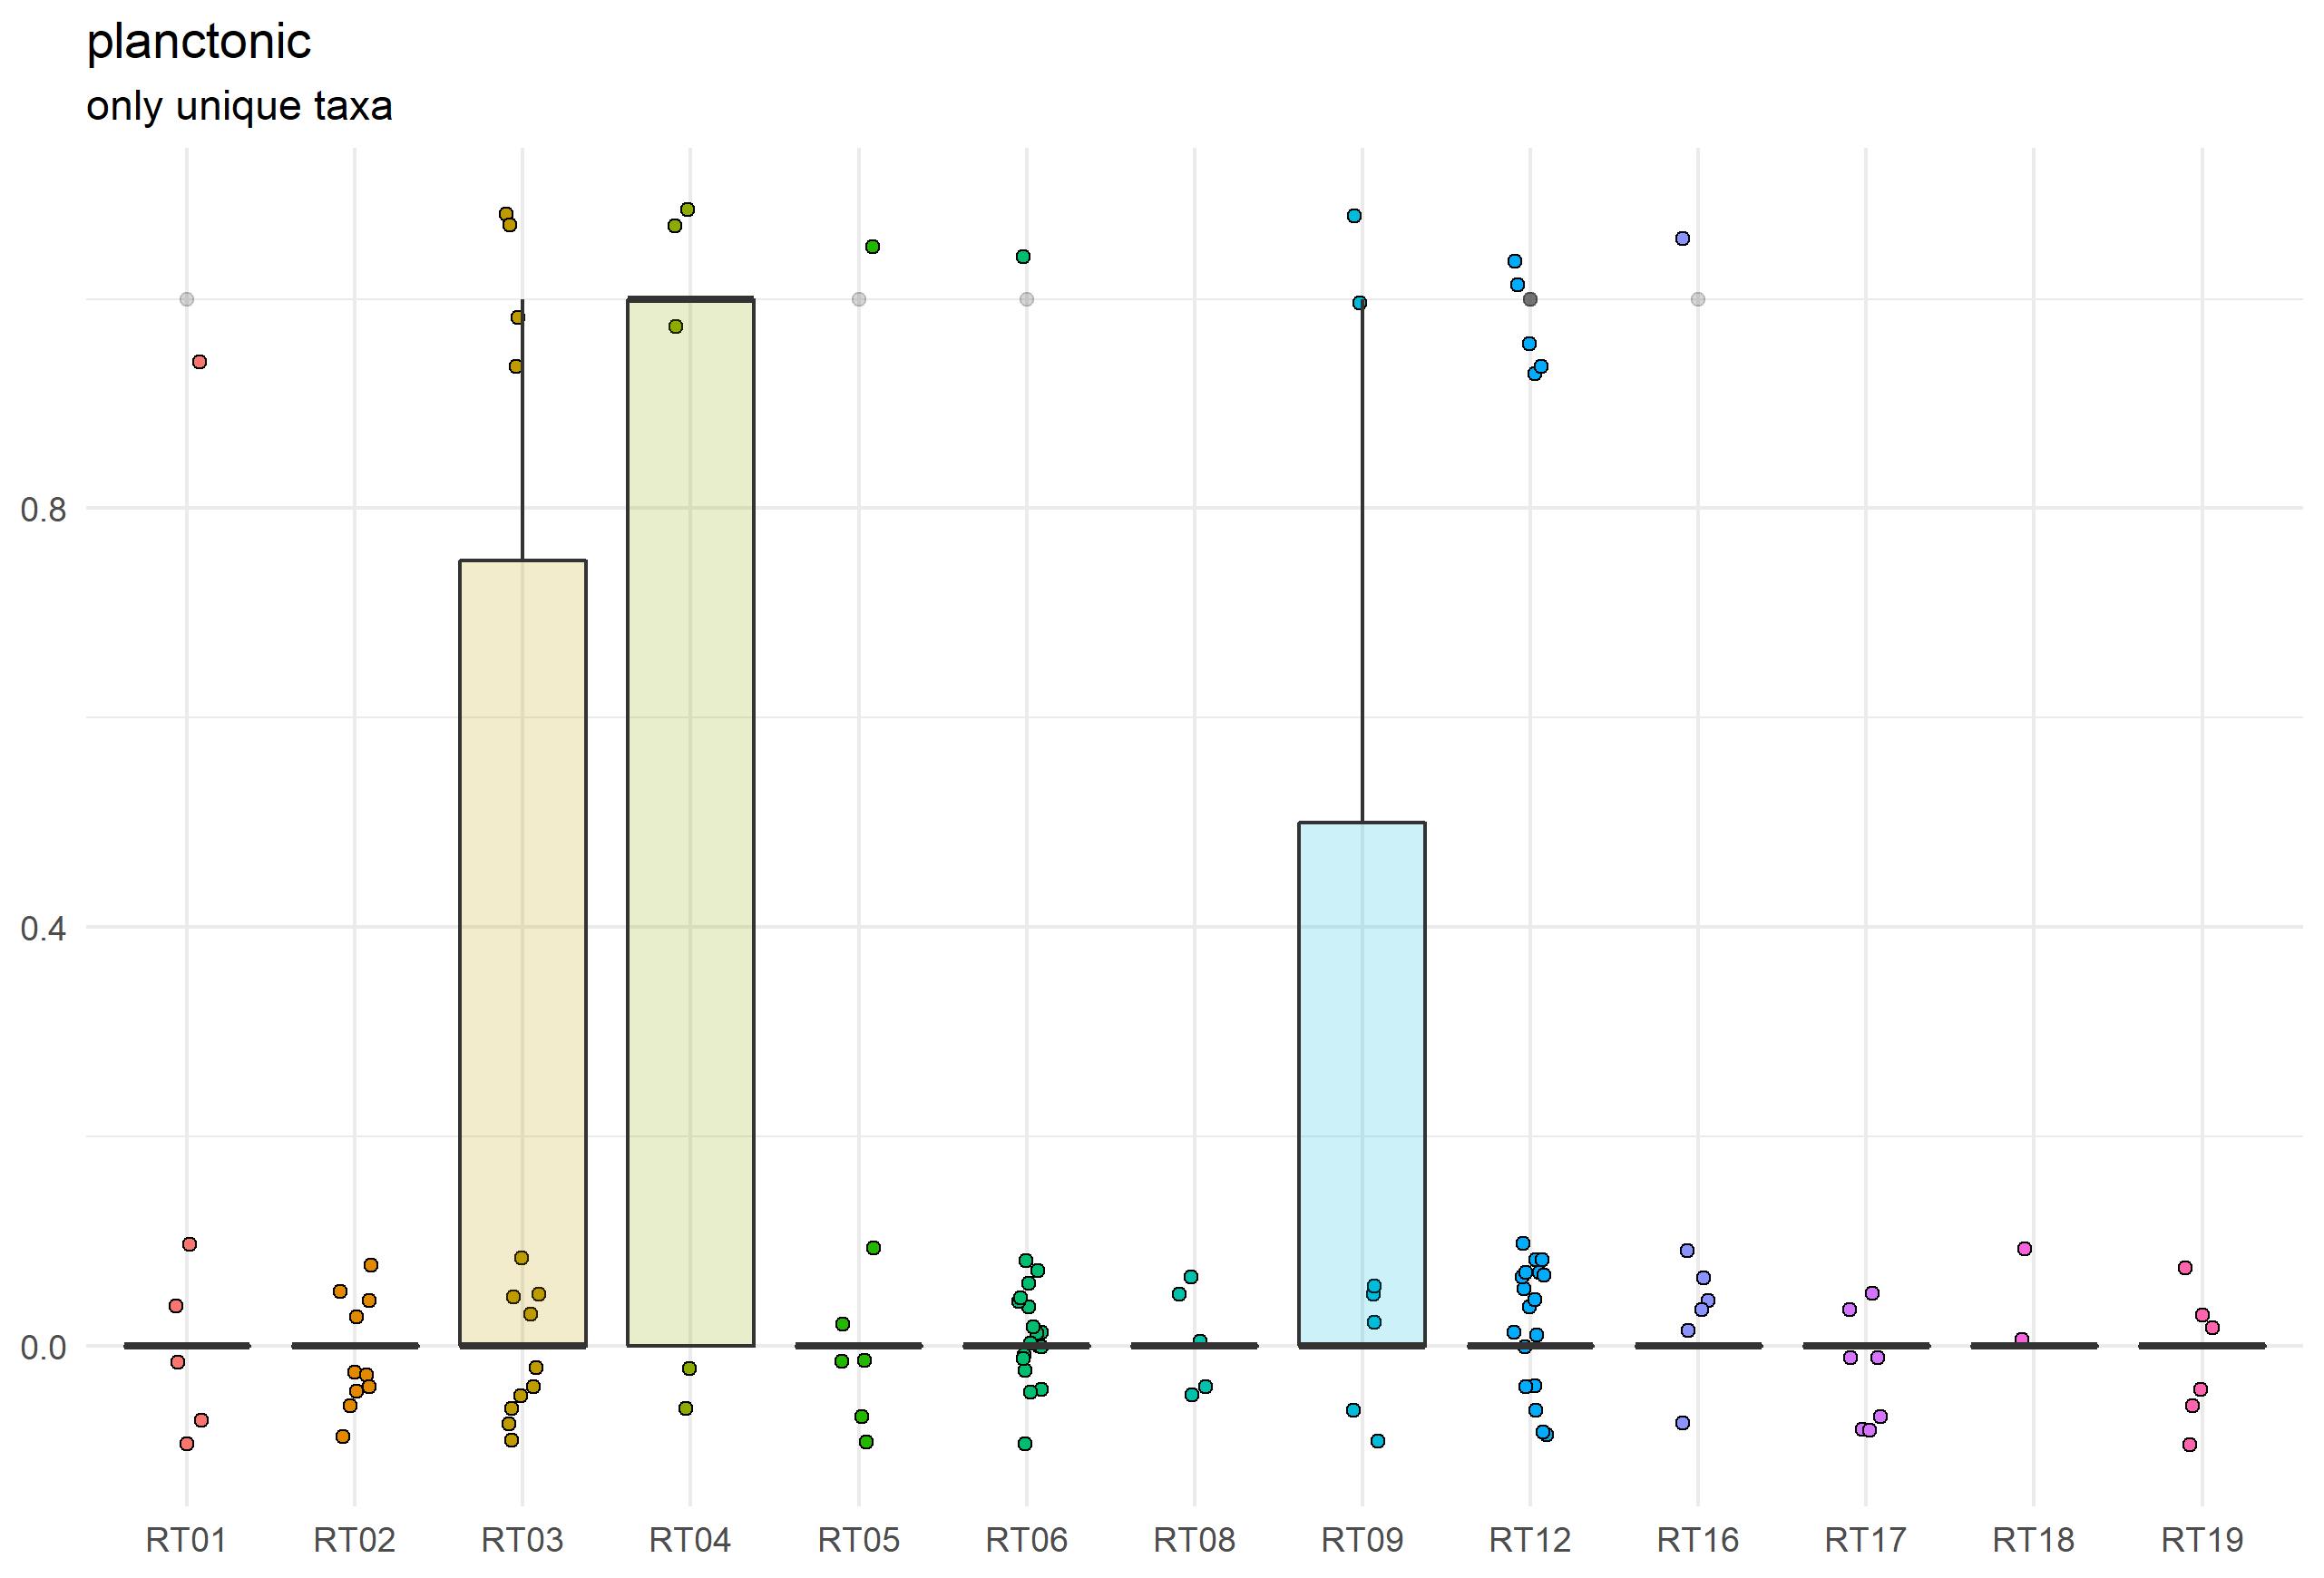 planctonic
only unique taxa
0.8
0.4
0.0
RT01 RT02 RT03 RT04 RT05 RT06 RT08 RT09 RT12 RT16 RT17 RT18 RT19